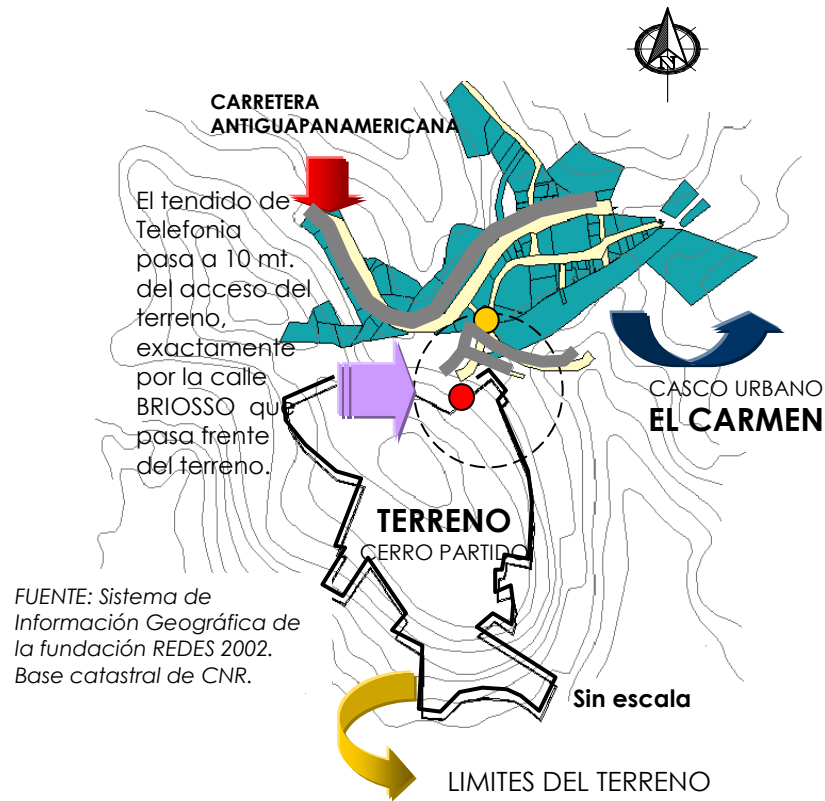 N
CARRETERA
ANTIGUAPANAMERICANA
El tendido de
Telefonia
pasa a 10 mt.
del acceso del
terreno,
exactamente
por la calle
BRIOSSO que
pasa frente
del terreno.
CASCO URBANO
EL CARMEN
TERRENO
CERRO PARTIDO
FUENTE: Sistema de
Información Geográfica de
la fundación REDES 2002.
Base catastral de CNR.
Sin escala
LIMITES DEL TERRENO